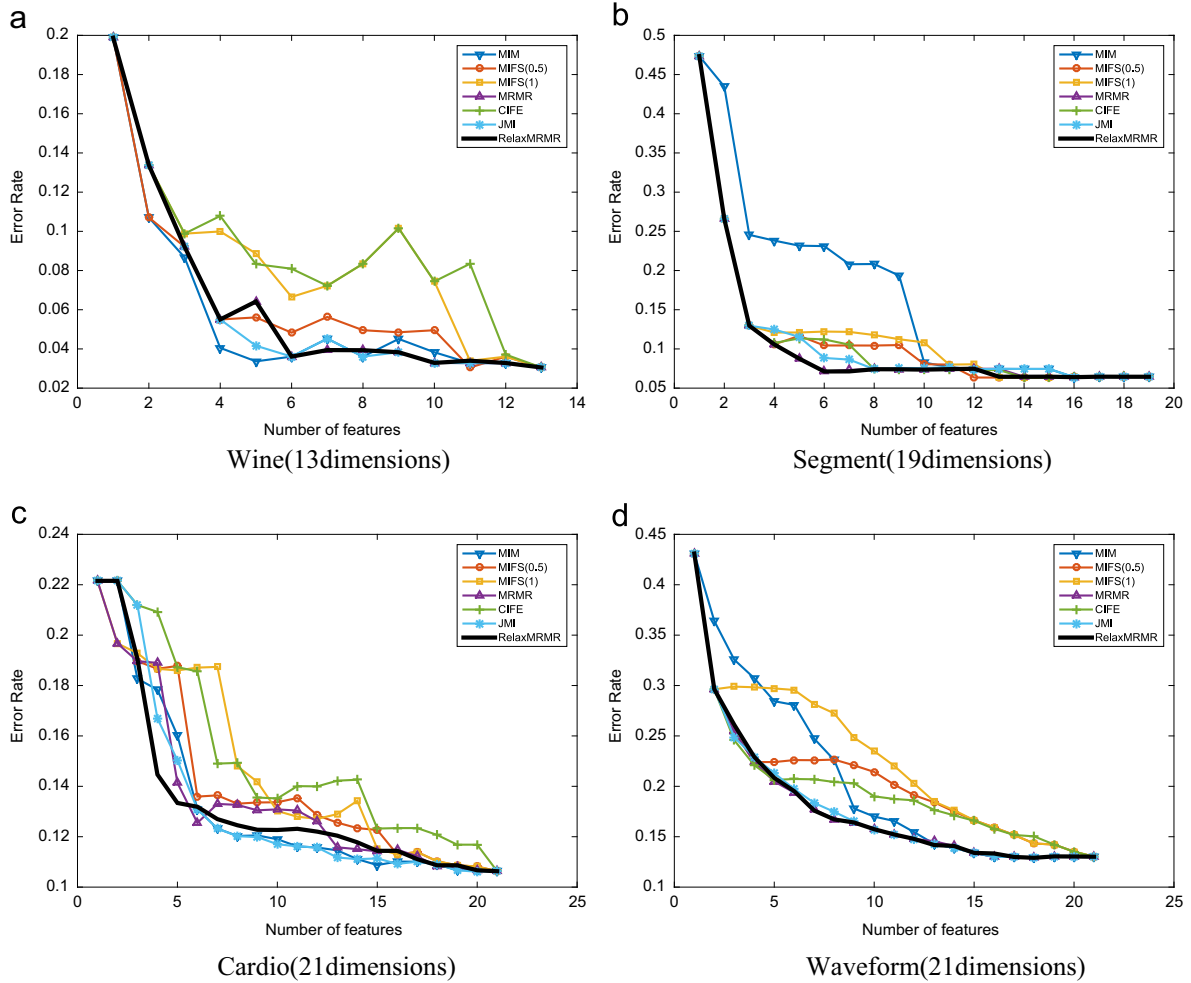 a
0.2
0.18
0.16
0.14
0.12
0.1
0.08
0.06
0.04
0.02
Error Rate
0 2 4 6 8 10 12 14
Number of features
MIM
MIFS(0.5)
MIFS(1)
MRMR
CIFE
JMI
RelaxMRMR
Wine(13dimensions)
b
0.5
0.45
0.4
0.35
0.3
0.25
0.2
0.15
0.1
0.05
Error Rate
0 2 4 6 8 10 12 14 16 18 20
Number of features
MIM
MIFS(0.5)
MIFS(1)
MRMR
CIFE
JMI
RelaxMRMR
Segment(19dimensions)
c
0.24
0.22
0.2
0.18
0.16
0.14
0.12
0.1
Error Rate
0 5 10 15 20 25
Number of features
MIM
MIFS(0.5)
MIFS(1)
MRMR
CIFE
JMI
RelaxMRMR
Cardio(21dimensions)
d
0.45
0.4
0.35
0.3
0.25
0.2
0.15
0.1
Error Rate
0 5 10 15 20 25
Number of features
MIM
MIFS(0.5)
MIFS(1)
MRMR
CIFE
JMI
RelaxMRMR
Waveform(21dimensions)